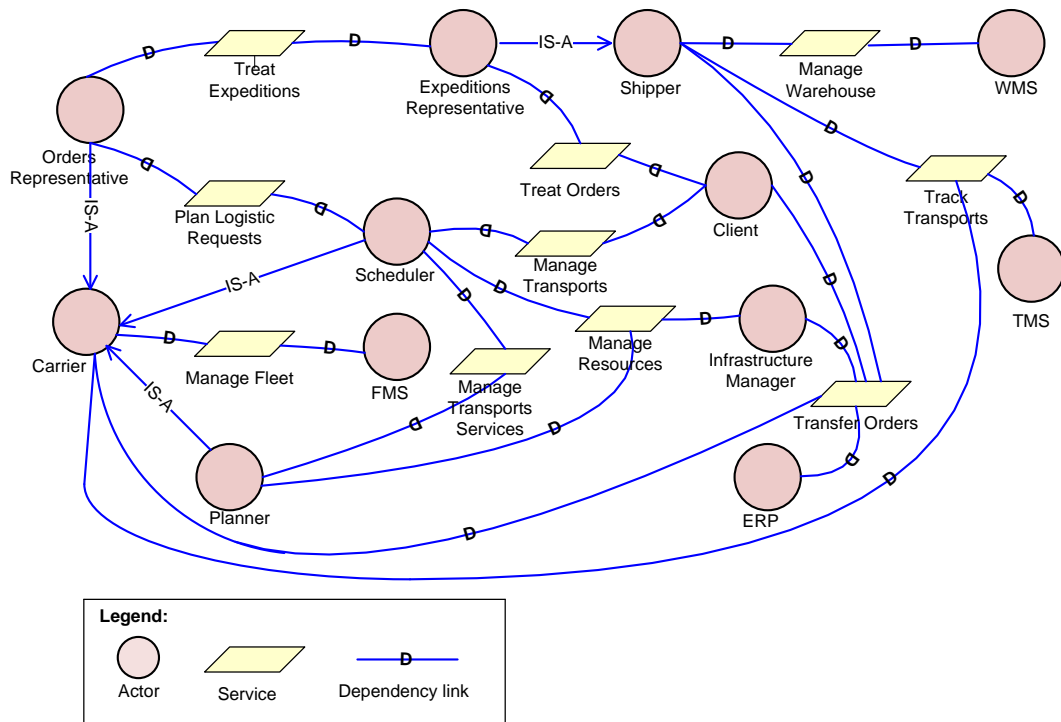 D
D
IS-A
D
D
Treat
Expeditions
Expeditions
Representative
Shipper
Manage
Warehouse
WMS
D
D
Orders
Representative
D
Treat Orders
D
D
Track
Transports
D
IS-A
Plan Logistic
Requests
D
Scheduler
D
Manage
Transports
D
Client
D
TMS
IS-A
D
D
D
Carrier
D
Manage Fleet
D
FMS
Manage
Transports
Services
Manage
Resources
D
Infrastructure
Manager
D
IS-A
D
D
Transfer Orders
D
Planner
ERP
D
D
Legend:
Actor
Service
D
Dependency link